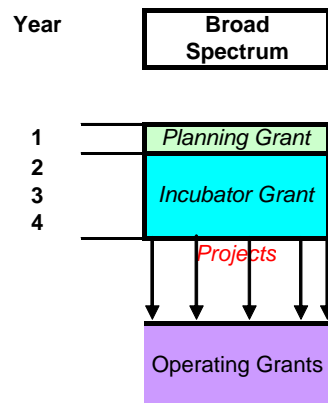 Year
Broad
Spectrum
1
Planning Grant
2
3
Incubator Grant
4
Projects
Operating Grants